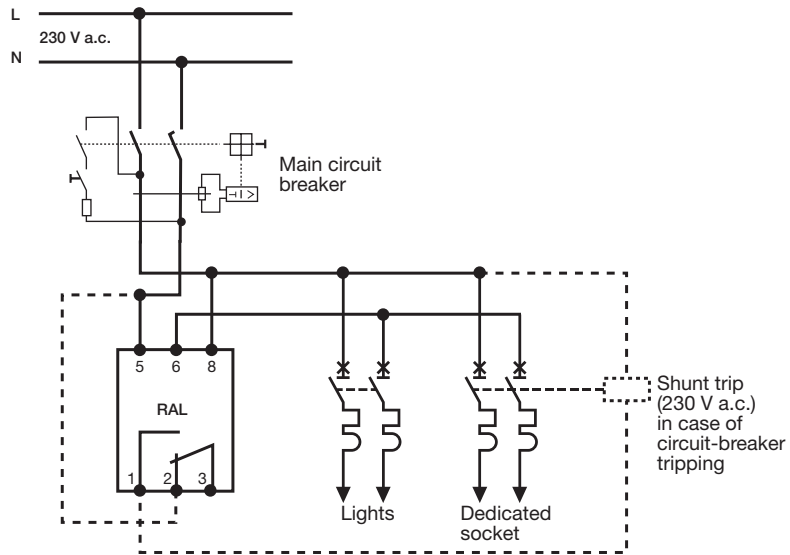 L
230 V a.c.
N
Main circuit
breaker
5 6 8
RAL
1 2 3
Shunt trip
(230 V a.c.)
in case of
circuit-breaker
tripping
Lights
Dedicated
socket